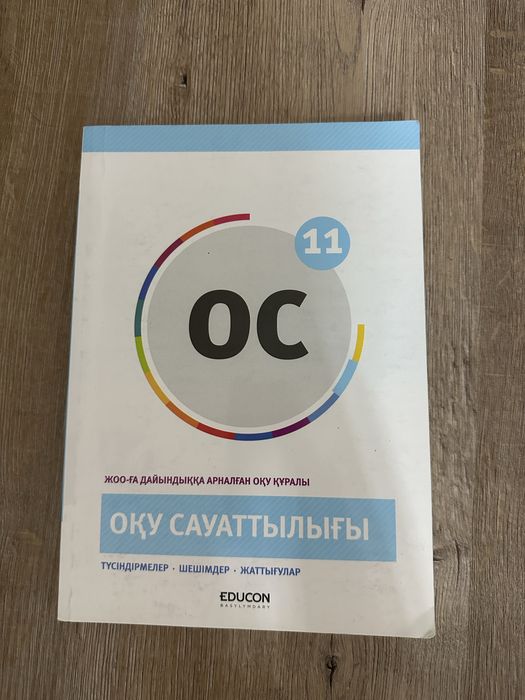 11
ОС
ЖОО-ҒА ДАЙЫНДЫҚҚА АРНАЛҒАН ОҚУ ҚҰРАЛЫ
ОҚУ САУАТТЫЛЫҒЫ
ТҮСІНДІРМЕЛЕР · ШЕШІМДЕР · ЖАТТЫҒУЛАР
EDUCON
BASYLYMDARY